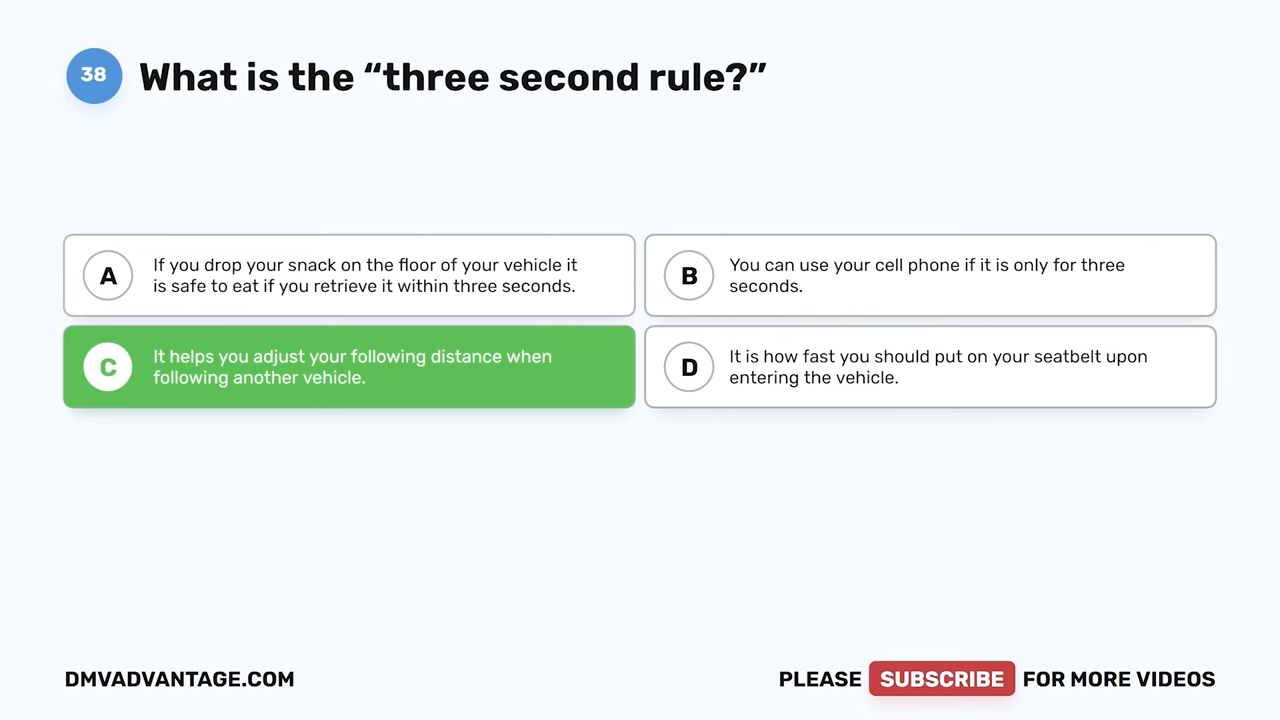 38
What is the “three second rule?”
A
If you drop your snack on the floor of your vehicle it
is safe to eat if you retrieve it within three seconds.
B
You can use your cell phone if it is only for three
seconds.
C
It helps you adjust your following distance when
following another vehicle.
D
It is how fast you should put on your seatbelt upon
entering the vehicle.
DMVADVANTAGE.COM
PLEASE SUBSCRIBE FOR MORE VIDEOS